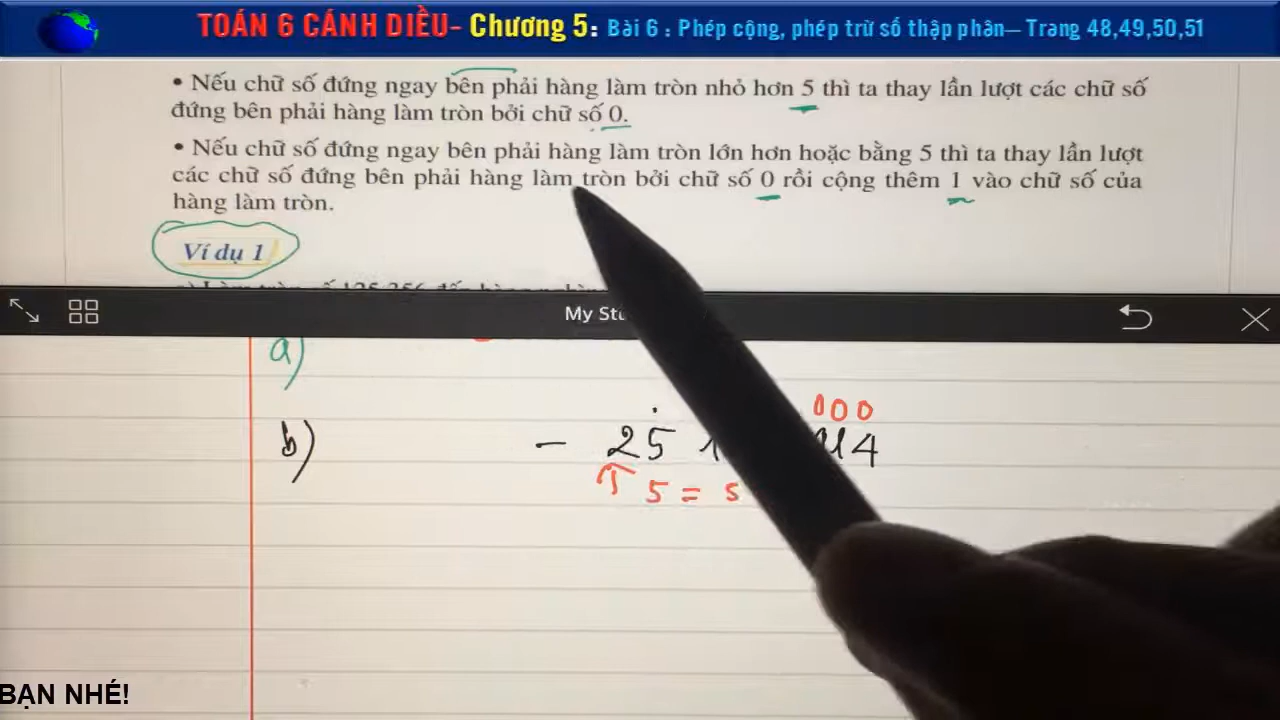 TOÁN 6 CÁNH DIỀU- Chương 5: Bài 6 : Phép cộng, phép trừ số thập phân– Trang 48,49,50,51
• Nếu chữ số đứng ngay bên phải hàng làm tròn nhỏ hơn 5 thì ta thay lần lượt các chữ số
đứng bên phải hàng làm tròn bởi chữ số 0.
• Nếu chữ số đứng ngay bên phải hàng làm tròn lớn hơn hoặc bằng 5 thì ta thay lần lượt
các chữ số đứng bên phải hàng làm tròn bởi chữ số 0 rồi cộng thêm 1 vào chữ số của
hàng làm tròn.
Ví dụ 1
My
a)
000
b) - 25 1 4
5 = 5
BẠN NHÉ!